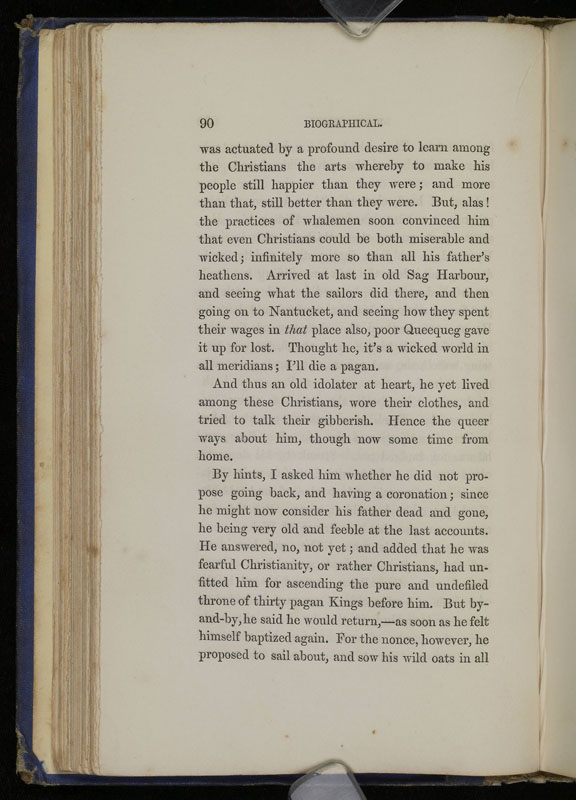 90 BIOGRAPHICAL.
was actuated by a profound desire to learn among
the Christians the arts whereby to make his
people still happier than they were; and more
than that, still better than they were. But, alas!
the practices of whalemen soon convinced him
that even Christians could be both miserable and
wicked; infinitely more so than all his father's
heathens. Arrived at last in old Sag Harbour,
and seeing what the sailors did there, and then
going on to Nantucket, and seeing how they spent
their wages in that place also, poor Queequeg gave
it up for lost. Thought he, it's a wicked world in
all meridians; I'll die a pagan.
And thus an old idolater at heart, he yet lived
among these Christians, wore their clothes, and
tried to talk their gibberish. Hence the queer
ways about him, though now some time from
home.
By hints, I asked him whether he did not pro-
pose going back, and having a coronation; since
he might now consider his father dead and gone,
he being very old and feeble at the last accounts.
He answered, no, not yet; and added that he was
fearful Christianity, or rather Christians, had un-
fitted him for ascending the pure and undefiled
throne of thirty pagan Kings before him. But by-
and-by, he said he would return,—as soon as he felt
himself baptized again. For the nonce, however, he
proposed to sail about, and sow his wild oats in all